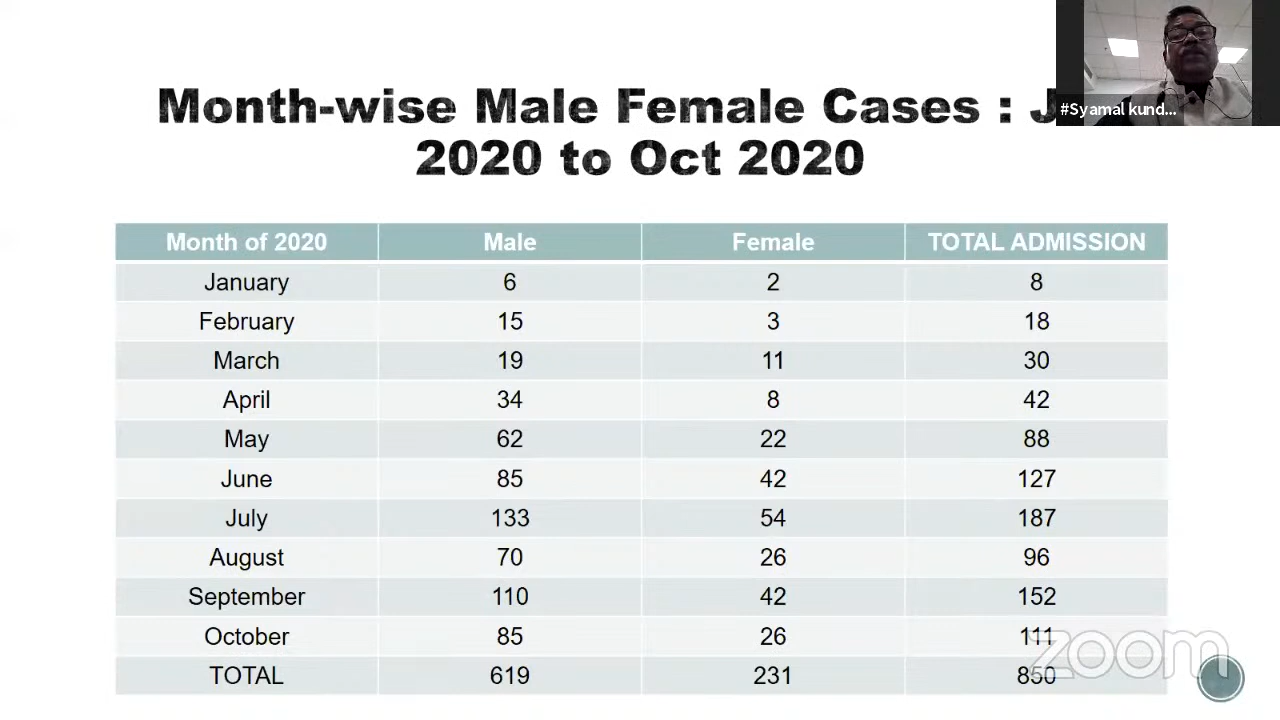 Month-wise Male Female Cases :
2020 to Oct 2020
#Syamal kund...
Month of 2020 Male Female TOTAL ADMISSION
January 6 2 8
February 15 3 18
March 19 11 30
April 34 8 42
May 62 22 88
June 85 42 127
July 133 54 187
August 70 26 96
September 110 42 152
October 85 26 111
TOTAL 619 231 850
zoom